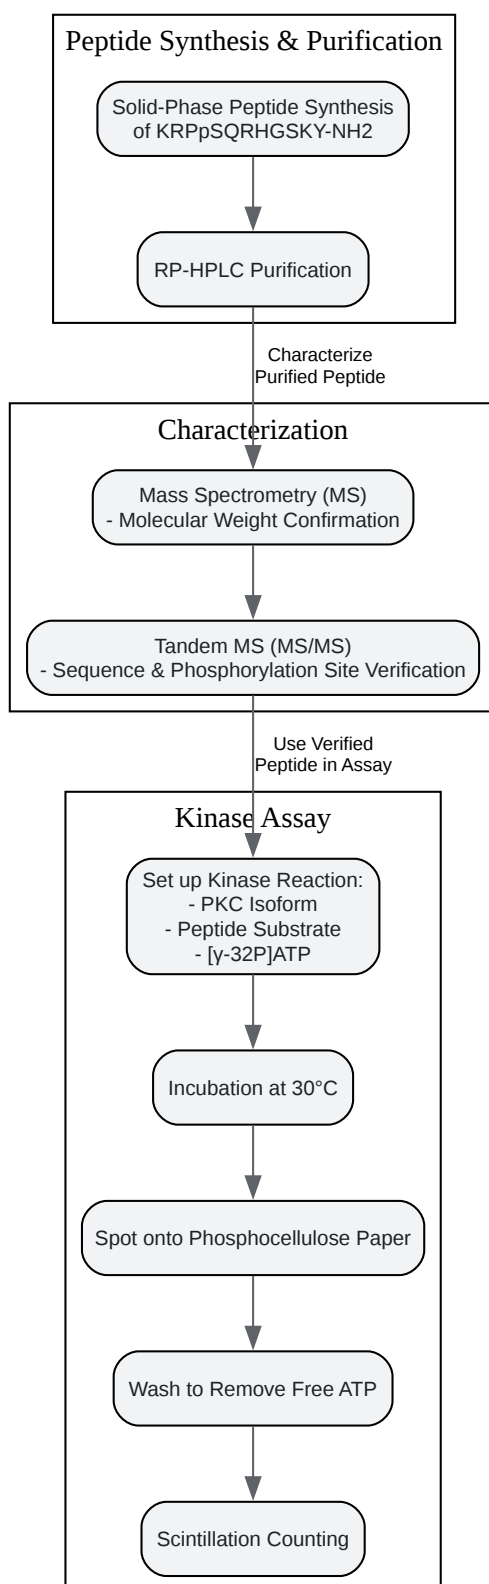 Peptide Synthesis & Purification
Solid-Phase Peptide Synthesis
of KRPpSQRHGSKY-NH2
RP-HPLC Purification
Characterize
Purified Peptide
Characterization
Mass Spectrometry (MS)
- Molecular Weight Confirmation
Tandem MS (MS/MS)
- Sequence & Phosphorylation Site Verification
Use Verified
Peptide in Assay
Kinase Assay
Set up Kinase Reaction:
- PKC Isoform
- Peptide Substrate
- [γ-32P]ATP
Incubation at 30°C
Spot onto Phosphocellulose Paper
Wash to Remove Free ATP
Scintillation Counting